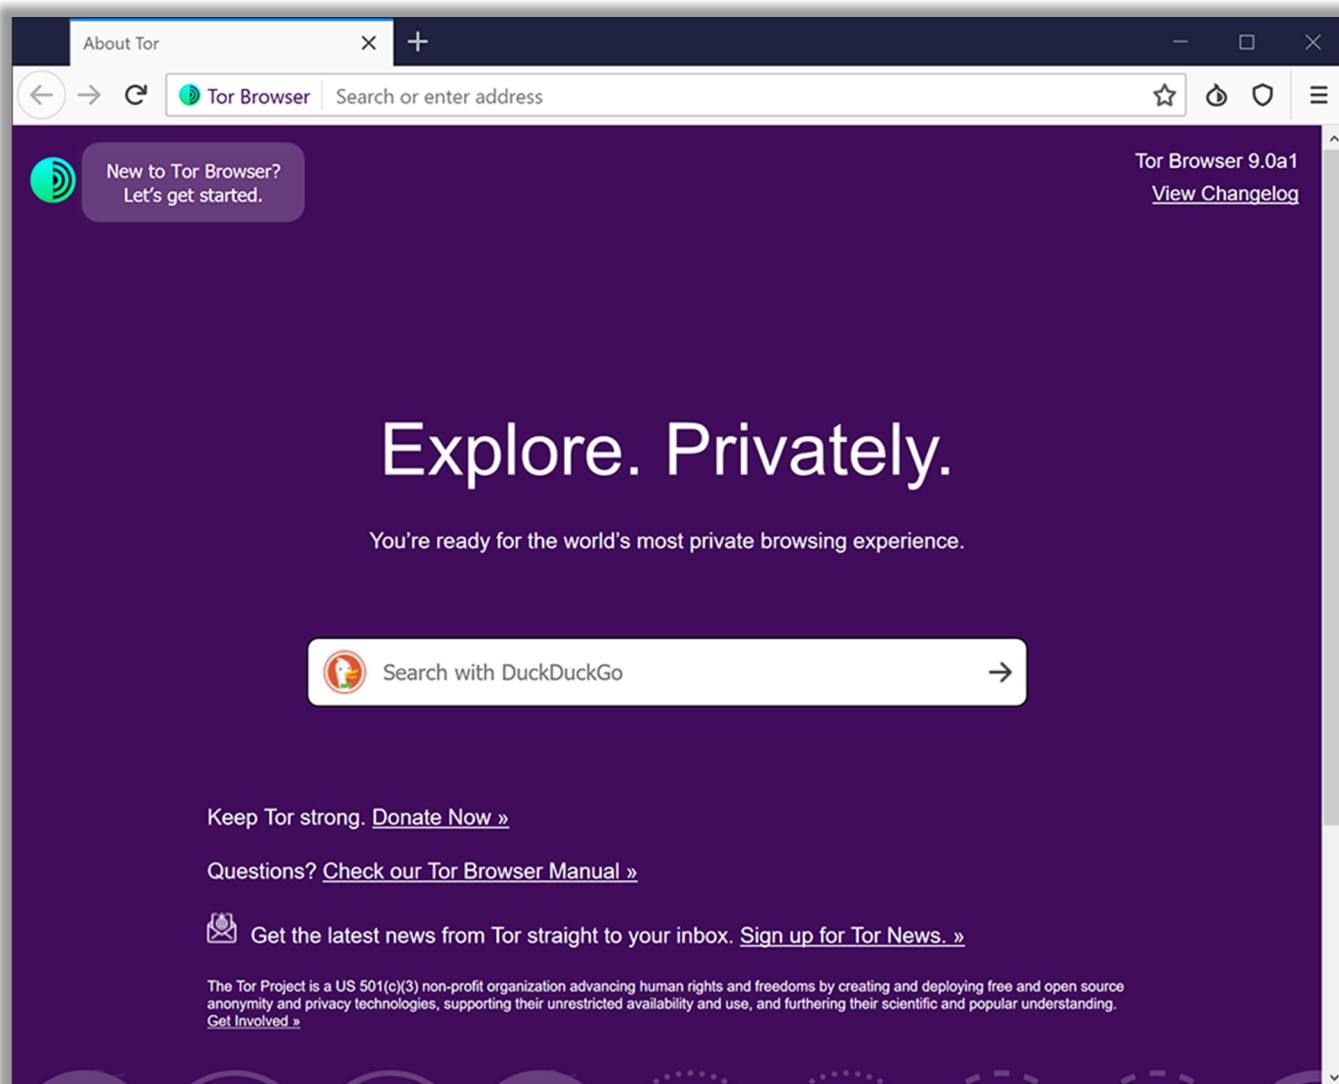 About Tor
Tor Browser
Search or enter address
New to Tor Browser?
Let's get started.
Tor Browser 9.0a1
View Changelog
Explore. Privately.
You're ready for the world's most private browsing experience.
Search with DuckDuckGo
Keep Tor strong. Donate Now »
Questions? Check our Tor Browser Manual »
Get the latest news from Tor straight to your inbox. Sign up for Tor News. »
The Tor Project is a US 501(c)(3) non-profit organization advancing human rights and freedoms by creating and deploying free and open source
anonymity and privacy technologies, supporting their unrestricted availability and use, and furthering their scientific and popular understanding.
Get Involved »